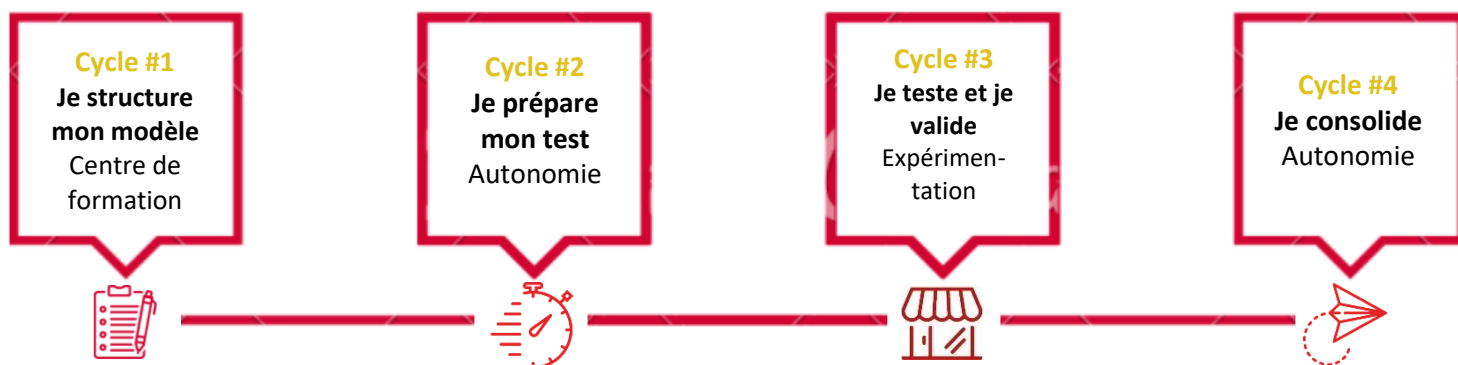 Cycle #1
Je structure
mon modèle
Centre de
formation
Cycle #2
Je prépare
mon test
Autonomie
Cycle #3
Je teste et je
valide
Expérimen-
tation
Cycle #4
Je consolide
Autonomie